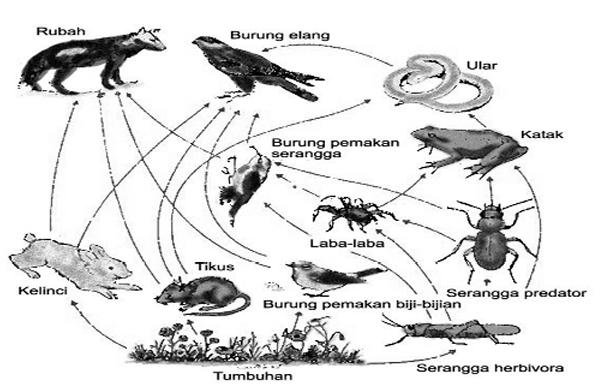 Rubah
Burung elang
Ular
Burung pemakan
serangga
Katak
Laba-laba
Kelinci
Tikus
Burung pemakan biji-bijian
Serangga predator
Tumbuhan
Serangga herbivora